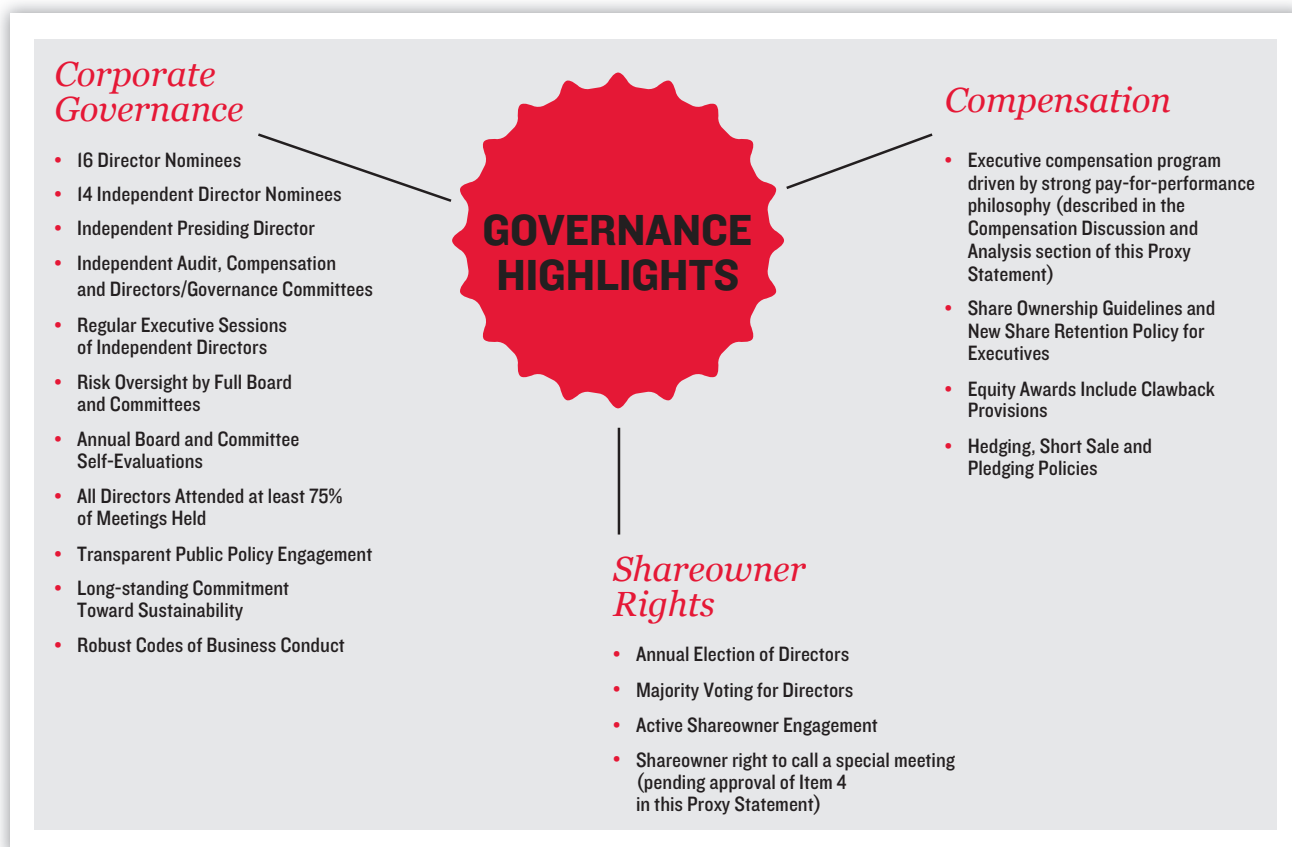 Corporate
Governance
• 16 Director Nominees
• 14 Independent Director Nominees
• Independent Presiding Director
• Independent Audit, Compensation
and Directors/Governance Committees
• Regular Executive Sessions
of Independent Directors
• Risk Oversight by Full Board
and Committees
• Annual Board and Committee
Self-Evaluations
• All Directors Attended at least 75%
of Meetings Held
• Transparent Public Policy Engagement
• Long-standing Commitment
Toward Sustainability
• Robust Codes of Business Conduct
GOVERNANCE
HIGHLIGHTS
Compensation
• Executive compensation program
driven by strong pay-for-performance
philosophy (described in the
Compensation Discussion and
Analysis section of this Proxy
Statement)
• Share Ownership Guidelines and
New Share Retention Policy for
Executives
• Equity Awards Include Clawback
Provisions
• Hedging, Short Sale and
Pledging Policies
Shareowner
Rights
• Annual Election of Directors
• Majority Voting for Directors
• Active Shareowner Engagement
• Shareowner right to call a special meeting
(pending approval of Item 4
in this Proxy Statement)